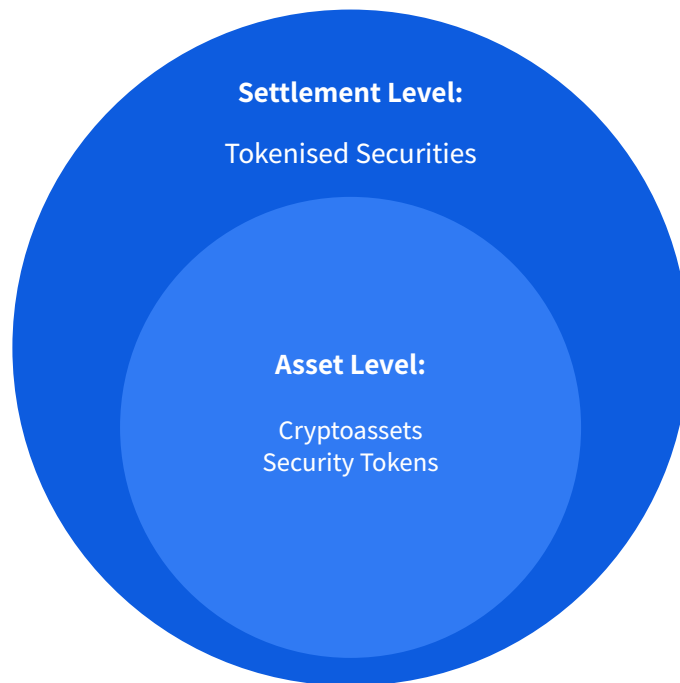 Settlement Level:
Tokenised Securities
Asset Level:
Cryptoassets
Security Tokens